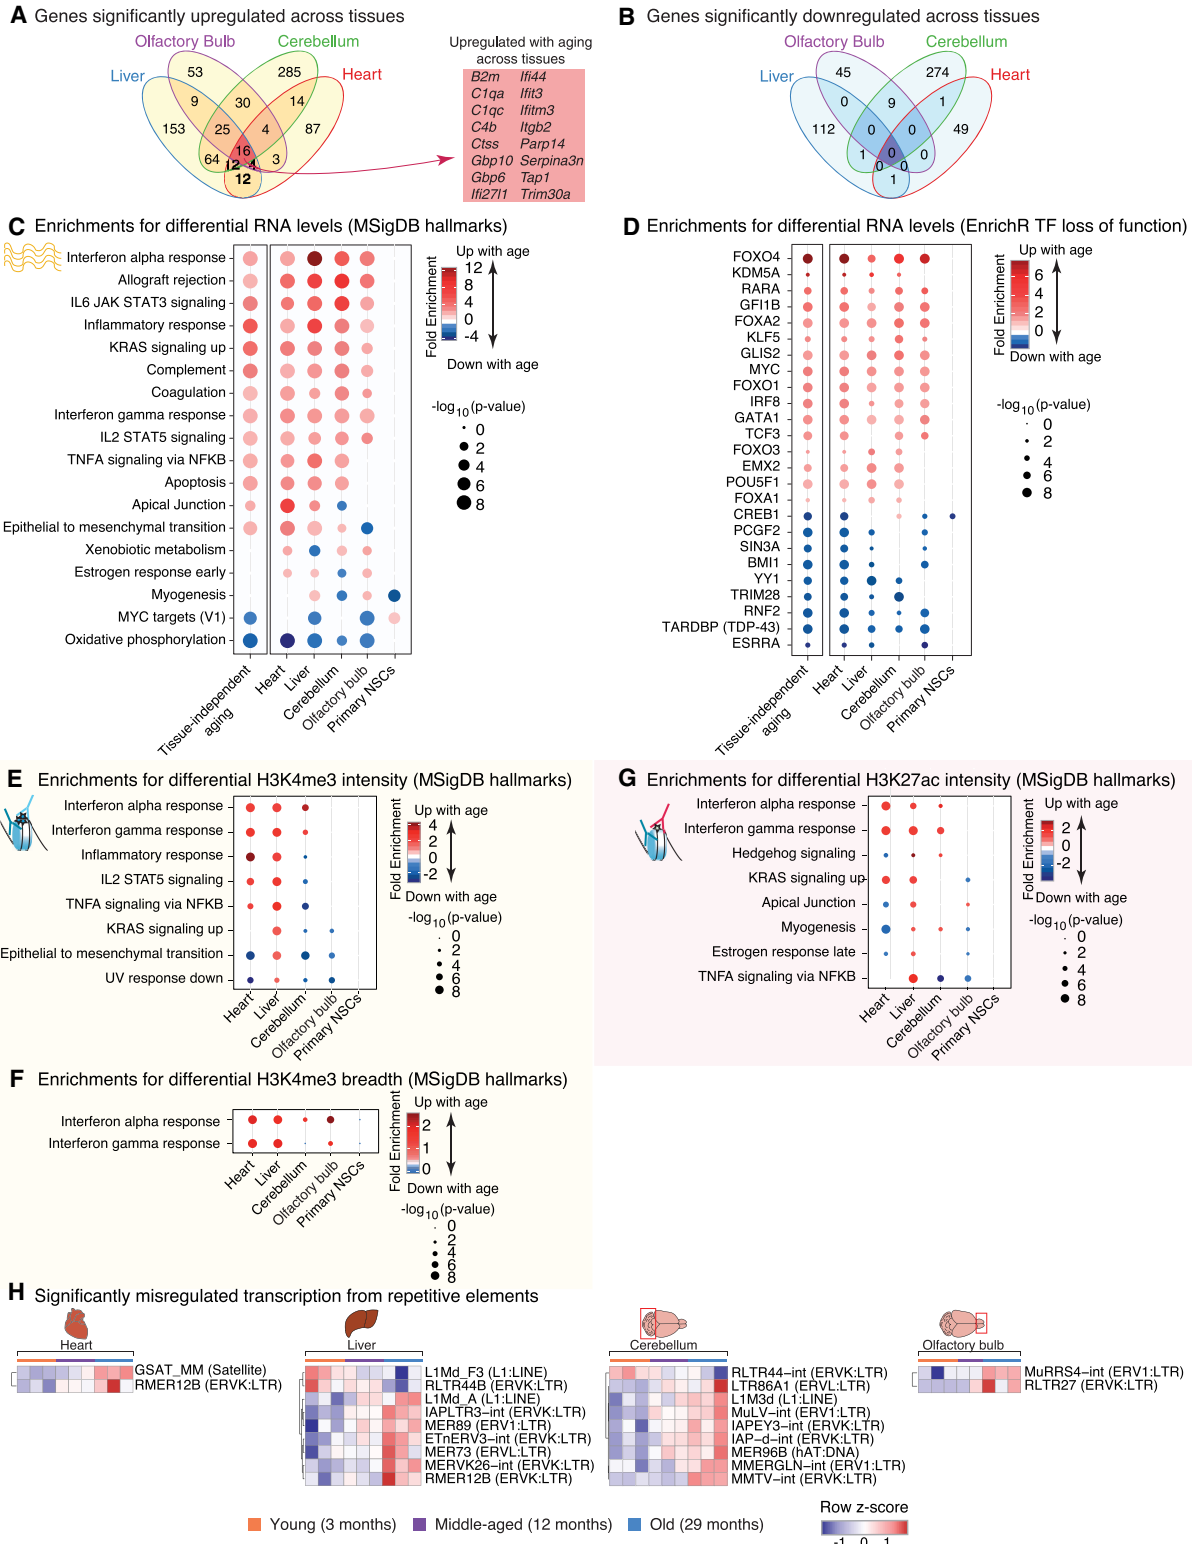 A Genes significantly upregulated across tissues
Olfactory Bulb Cerebellum
Liver Heart
53 285
9 30 14
153 25 4 87
16
64 12 4 3
12
Upregulated with aging
across tissues
B2m Ifi44
C1qa Ifit3
C1qc Ifitm3
C4b Itgb2
Ctss Parp14
Gbp10 Serpina3n
Gbp6 Tap1
Ifi27l1 Trim30a
B Genes significantly downregulated across tissues
Olfactory Bulb Cerebellum
Liver Heart
45 274
0 9 1
112 0 0 49
0
1 0 0 0
1
C Enrichments for differential RNA levels (MSigDB hallmarks)
Interferon alpha response
Allograft rejection
IL6 JAK STAT3 signaling
Inflammatory response
KRAS signaling up
Complement
Coagulation
Interferon gamma response
IL2 STAT5 signaling
TNFA signaling via NFKB
Apoptosis
Apical Junction
Epithelial to mesenchymal transition
Xenobiotic metabolism
Estrogen response early
Myogenesis
MYC targets (V1)
Oxidative phosphorylation
Tissue-independent
aging
Heart
Liver
Cerebellum
Olfactory bulb
Primary NSCs
Up with age
Fold Enrichment
12
8
4
0
-4
Down with age
-log10(p-value)
0
2
4
6
8
D Enrichments for differential RNA levels (EnrichR TF loss of function)
FOXO4
KDM5A
RARA
GFI1B
FOXA2
KLF5
GLIS2
MYC
FOXO1
IRF8
GATA1
TCF3
FOXO3
EMX2
POU5F1
FOXA1
CREB1
PCGF2
SIN3A
BMI1
YY1
TRIM28
RNF2
TARDBP (TDP-43)
ESRRA
Tissue-independent
aging
Heart
Liver
Cerebellum
Olfactory bulb
Primary NSCs
Up with age
Fold Enrichment
6
4
2
0
Down with age
-log10(p-value)
0
2
4
6
8
E Enrichments for differential H3K4me3 intensity (MSigDB hallmarks)
Interferon alpha response
Interferon gamma response
Inflammatory response
IL2 STAT5 signaling
TNFA signaling via NFKB
KRAS signaling up
Epithelial to mesenchymal transition
UV response down
Heart
Liver
Cerebellum
Olfactory bulb
Primary NSCs
Up with age
Fold Enrichment
4
2
0
-2
Down with age
-log10(p-value)
0
2
4
6
8
G Enrichments for differential H3K27ac intensity (MSigDB hallmarks)
Interferon alpha response
Interferon gamma response
Hedgehog signaling
KRAS signaling up
Apical Junction
Myogenesis
Estrogen response late
TNFA signaling via NFKB
Heart
Liver
Cerebellum
Olfactory bulb
Primary NSCs
Up with age
Fold Enrichment
2
0
-2
Down with age
-log10(p-value)
0
2
4
6
8
F Enrichments for differential H3K4me3 breadth (MSigDB hallmarks)
Interferon alpha response
Interferon gamma response
Heart
Liver
Cerebellum
Olfactory bulb
Primary NSCs
Up with age
Fold Enrichment
2
1
0
Down with age
-log10(p-value)
0
2
4
6
8
H Significantly misregulated transcription from repetitive elements
Heart
GSAT_MM (Satellite)
RMER12B (ERVK:LTR)
Liver
L1Md_F3 (L1:LINE)
RLTR44B (ERVK:LTR)
L1Md_A (L1:LINE)
IAPLTR3-int (ERVK:LTR)
MER89 (ERV1:LTR)
ETnERV3-int (ERVK:LTR)
MER73 (ERVL:LTR)
MERVK26-int (ERVK:LTR)
RMER12B (ERVK:LTR)
Cerebellum
RLTR44-int (ERVK:LTR)
LTR86A1 (ERVL:LTR)
L1M3d (L1:LINE)
MuLV-int (ERV1:LTR)
IAPEY3-int (ERVK:LTR)
IAP-d-int (ERVK:LTR)
MER96B (hAT:DNA)
MMERGLN-int (ERV1:LTR)
MMTV-int (ERVK:LTR)
Olfactory bulb
MuRRS4-int (ERV1:LTR)
RLTR27 (ERVK:LTR)
Young (3 months) Middle-aged (12 months) Old (29 months)
Row z-score
-1 0 1